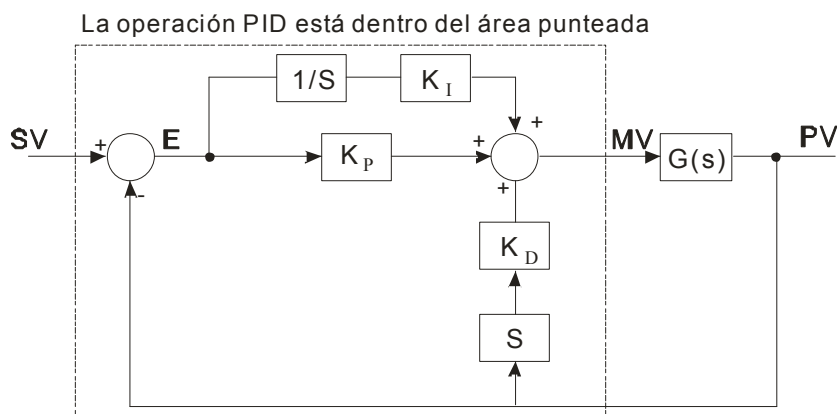 La operación PID está dentro del área punteada
1/S
K I
+
SV
+
E
K P
+
MV
G(s)
PV
-
+
K D
S